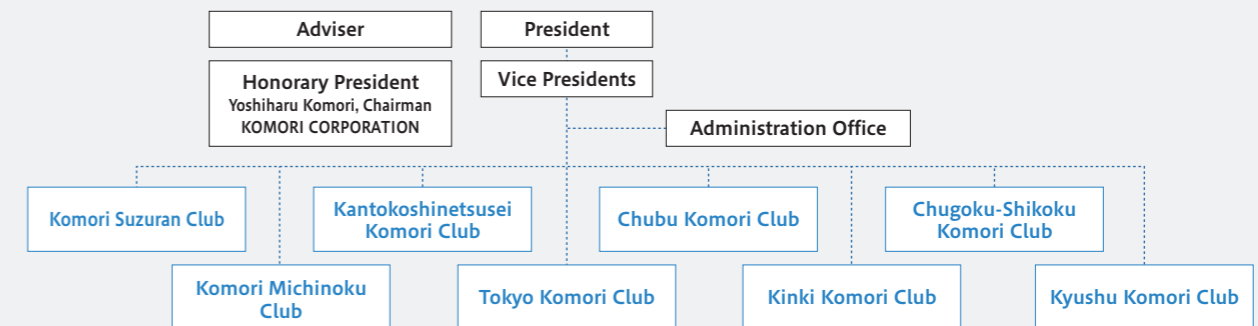 Adviser
President
Honorary President
Yoshiharu Komori, Chairman
KOMORI CORPORATION
Vice Presidents
Administration Office
Komori Suzuran Club
Kantokoshinetsusei
Komori Club
Chubu Komori Club
Chugoku-Shikoku
Komori Club
Komori Michinoku
Club
Tokyo Komori Club
Kinki Komori Club
Kyushu Komori Club